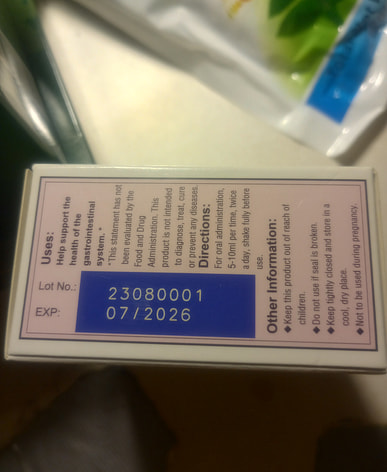 Uses:
Help support the
health of the
gastrointestinal
system. *
*This statement has not
been evaluated by the
Food and Drug
Administration. This
product is not intended
to diagnose, treat, cure
or prevent any diseases.
Directions:
For oral administration,
5-10ml per time, twice
a day, shake fully before
use.
Other Information:
◆Keep this product out of reach of
children.
◆Do not use if seal is broken.
◆Keep tightly closed and store in a
cool, dry place.
◆Not to be used during pregnancy.
Lot No.: 23080001
EXP: 07/2026